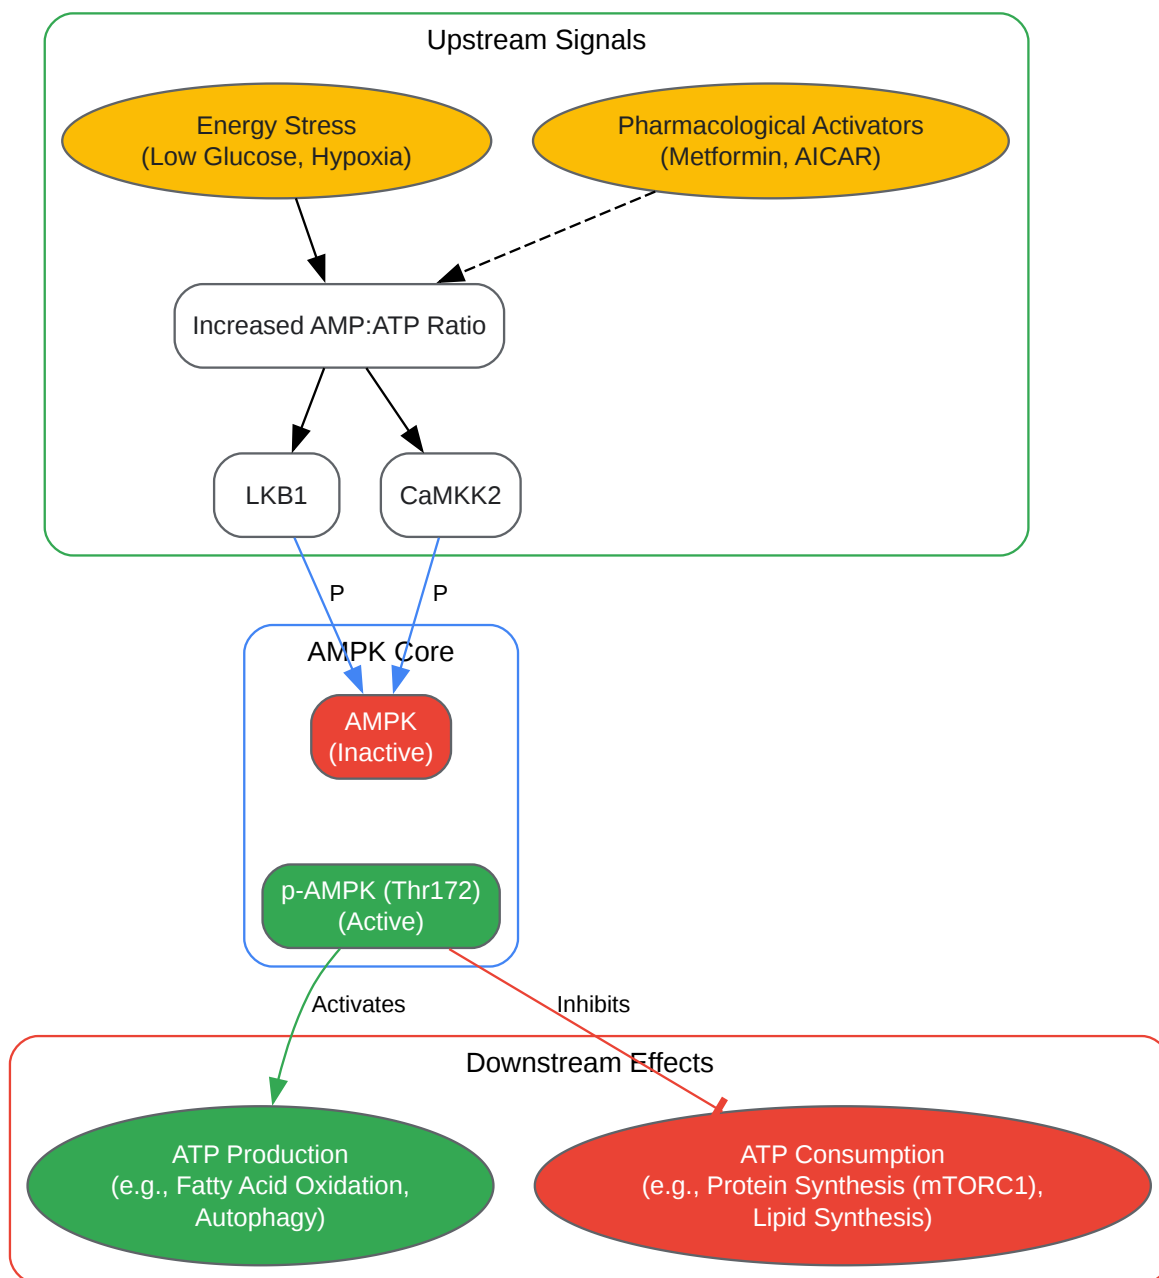 Upstream Signals
Energy Stress
(Low Glucose, Hypoxia)
Pharmacological Activators
(Metformin, AICAR)
Increased AMP:ATP Ratio
LKB1
CaMKK2
P
P
AMPK Core
AMPK
(Inactive)
p-AMPK (Thr172)
(Active)
Activates
Inhibits
Downstream Effects
ATP Production
(e.g., Fatty Acid Oxidation,
Autophagy)
ATP Consumption
(e.g., Protein Synthesis (mTORC1),
Lipid Synthesis)